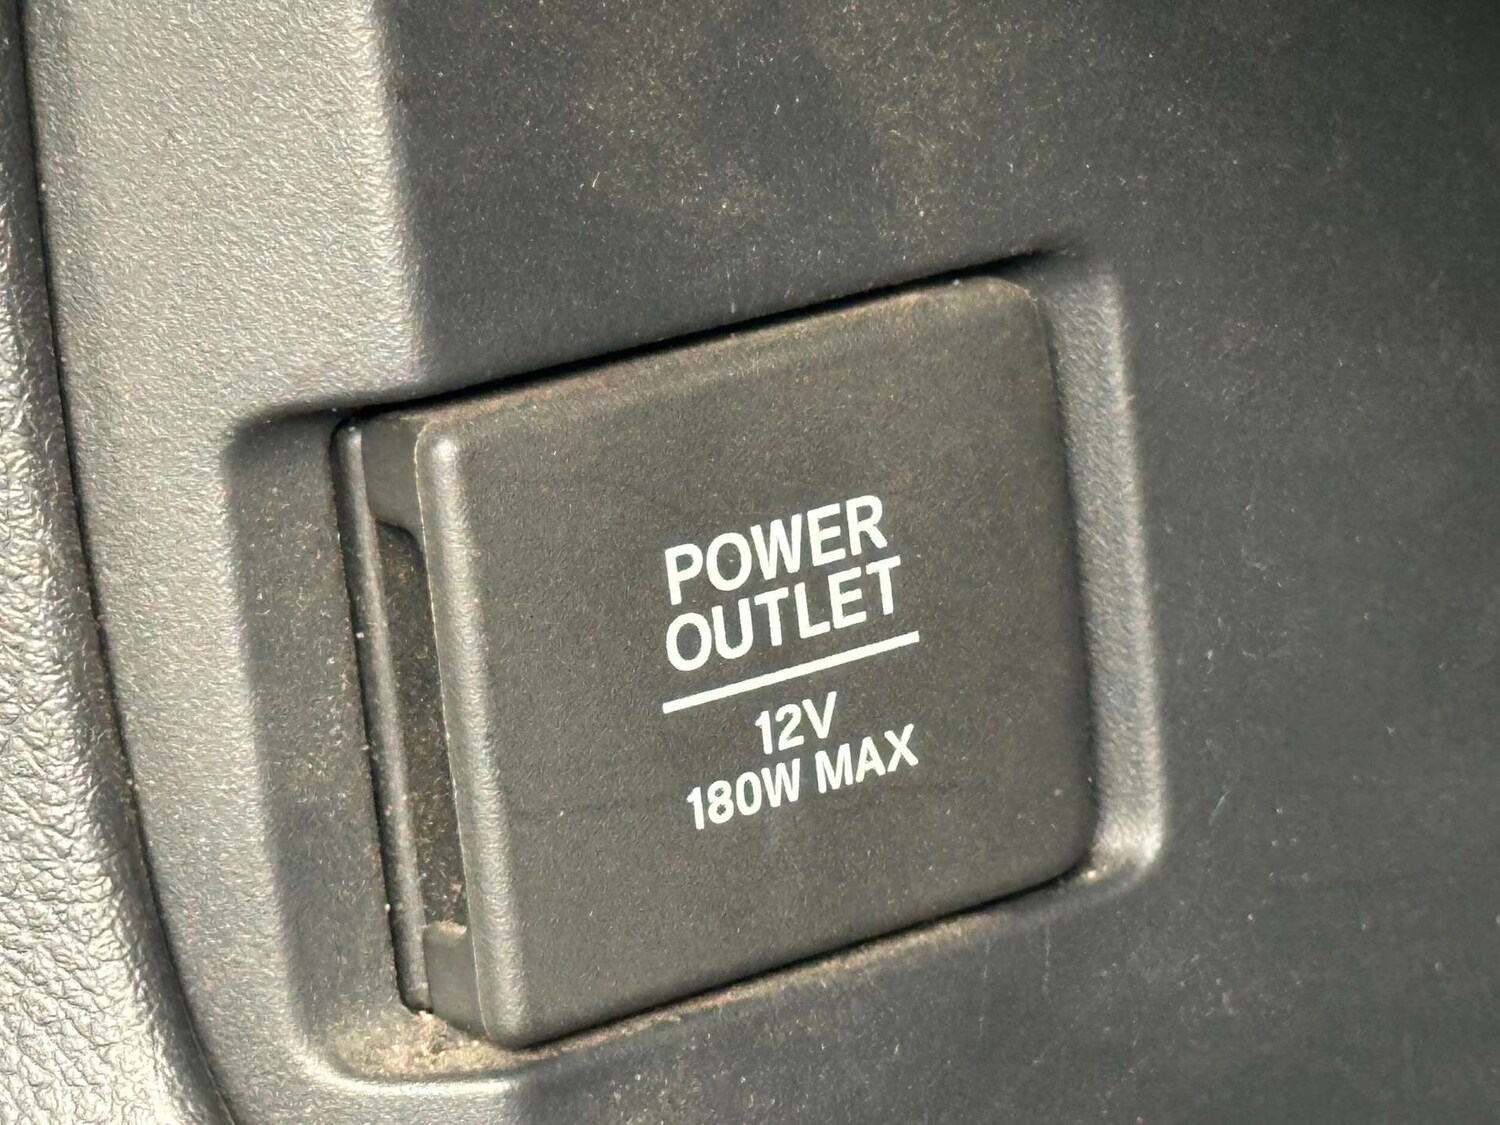 POWER
OUTLET
12V
180W MAX